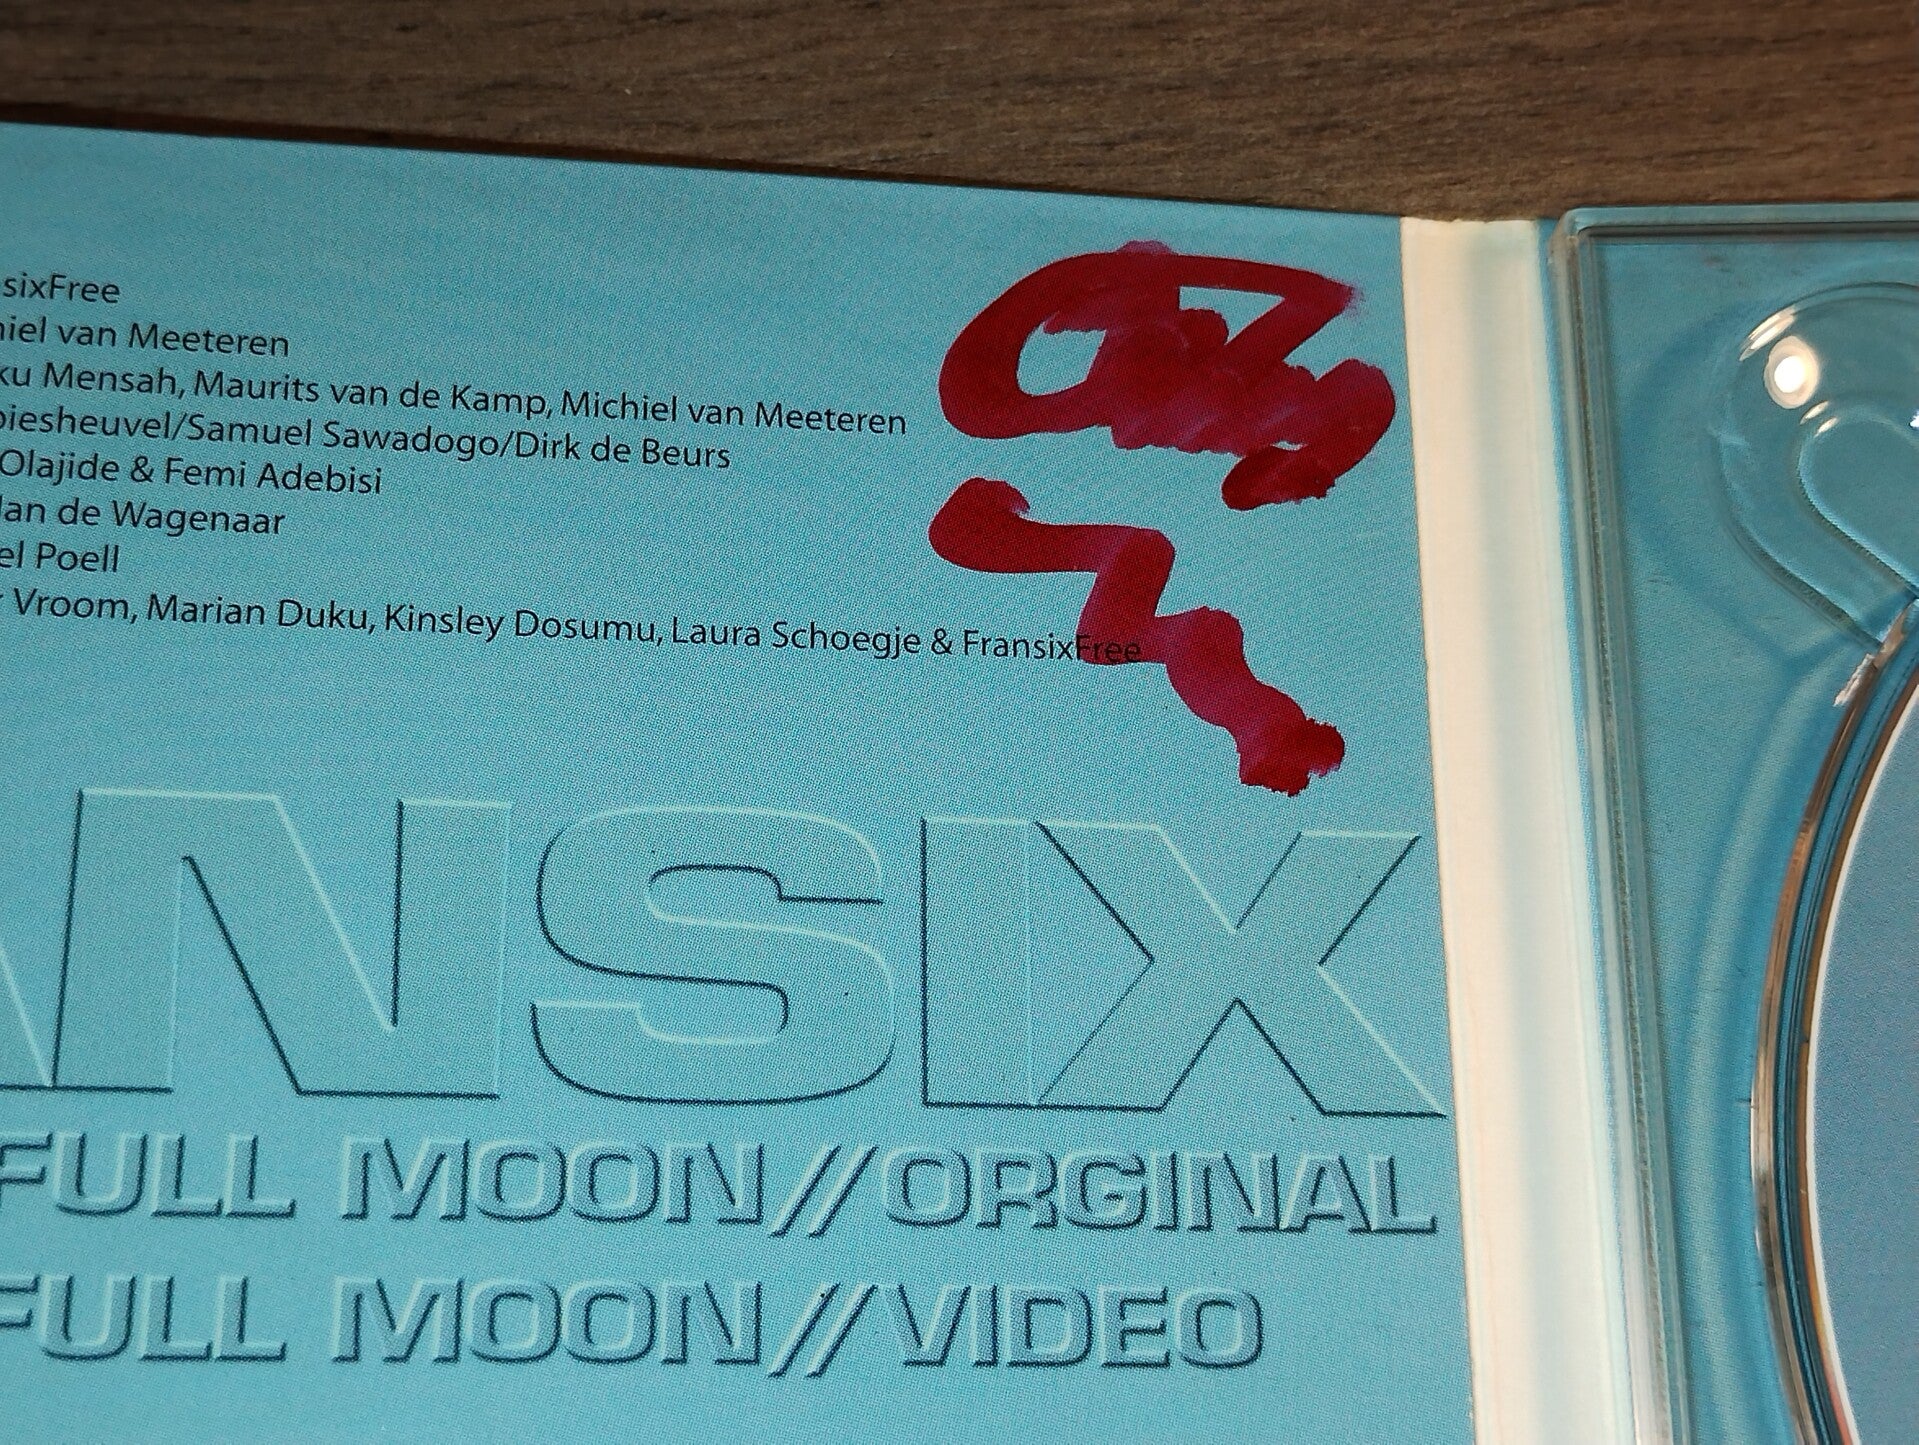 sixFree
hiel van Meeteren
ku Mensah, Maurits van de Kamp, Michiel van Meeteren
biesheuvel/Samuel Sawadogo/Dirk de Beurs
Olajide & Femi Adebisi
Jan de Wagenaar
el Poell
r Vroom, Marian Duku, Kinsley Dosumu, Laura Schoegje & FransixFree
ANSIX
FULL MOON//ORGINAL
FULL MOON//VIDEO